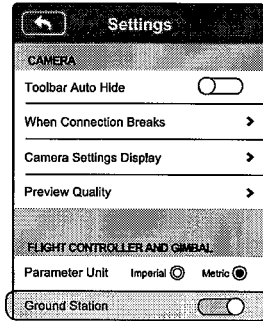 Settings
CAMERA
Toolbar Auto Hide
When Connection Breaks
Camera Settings Display
Preview Quality
FLIGHT CONTROLLER AND GIMBAL
Parameter Unit Imperial Metric
Ground Station